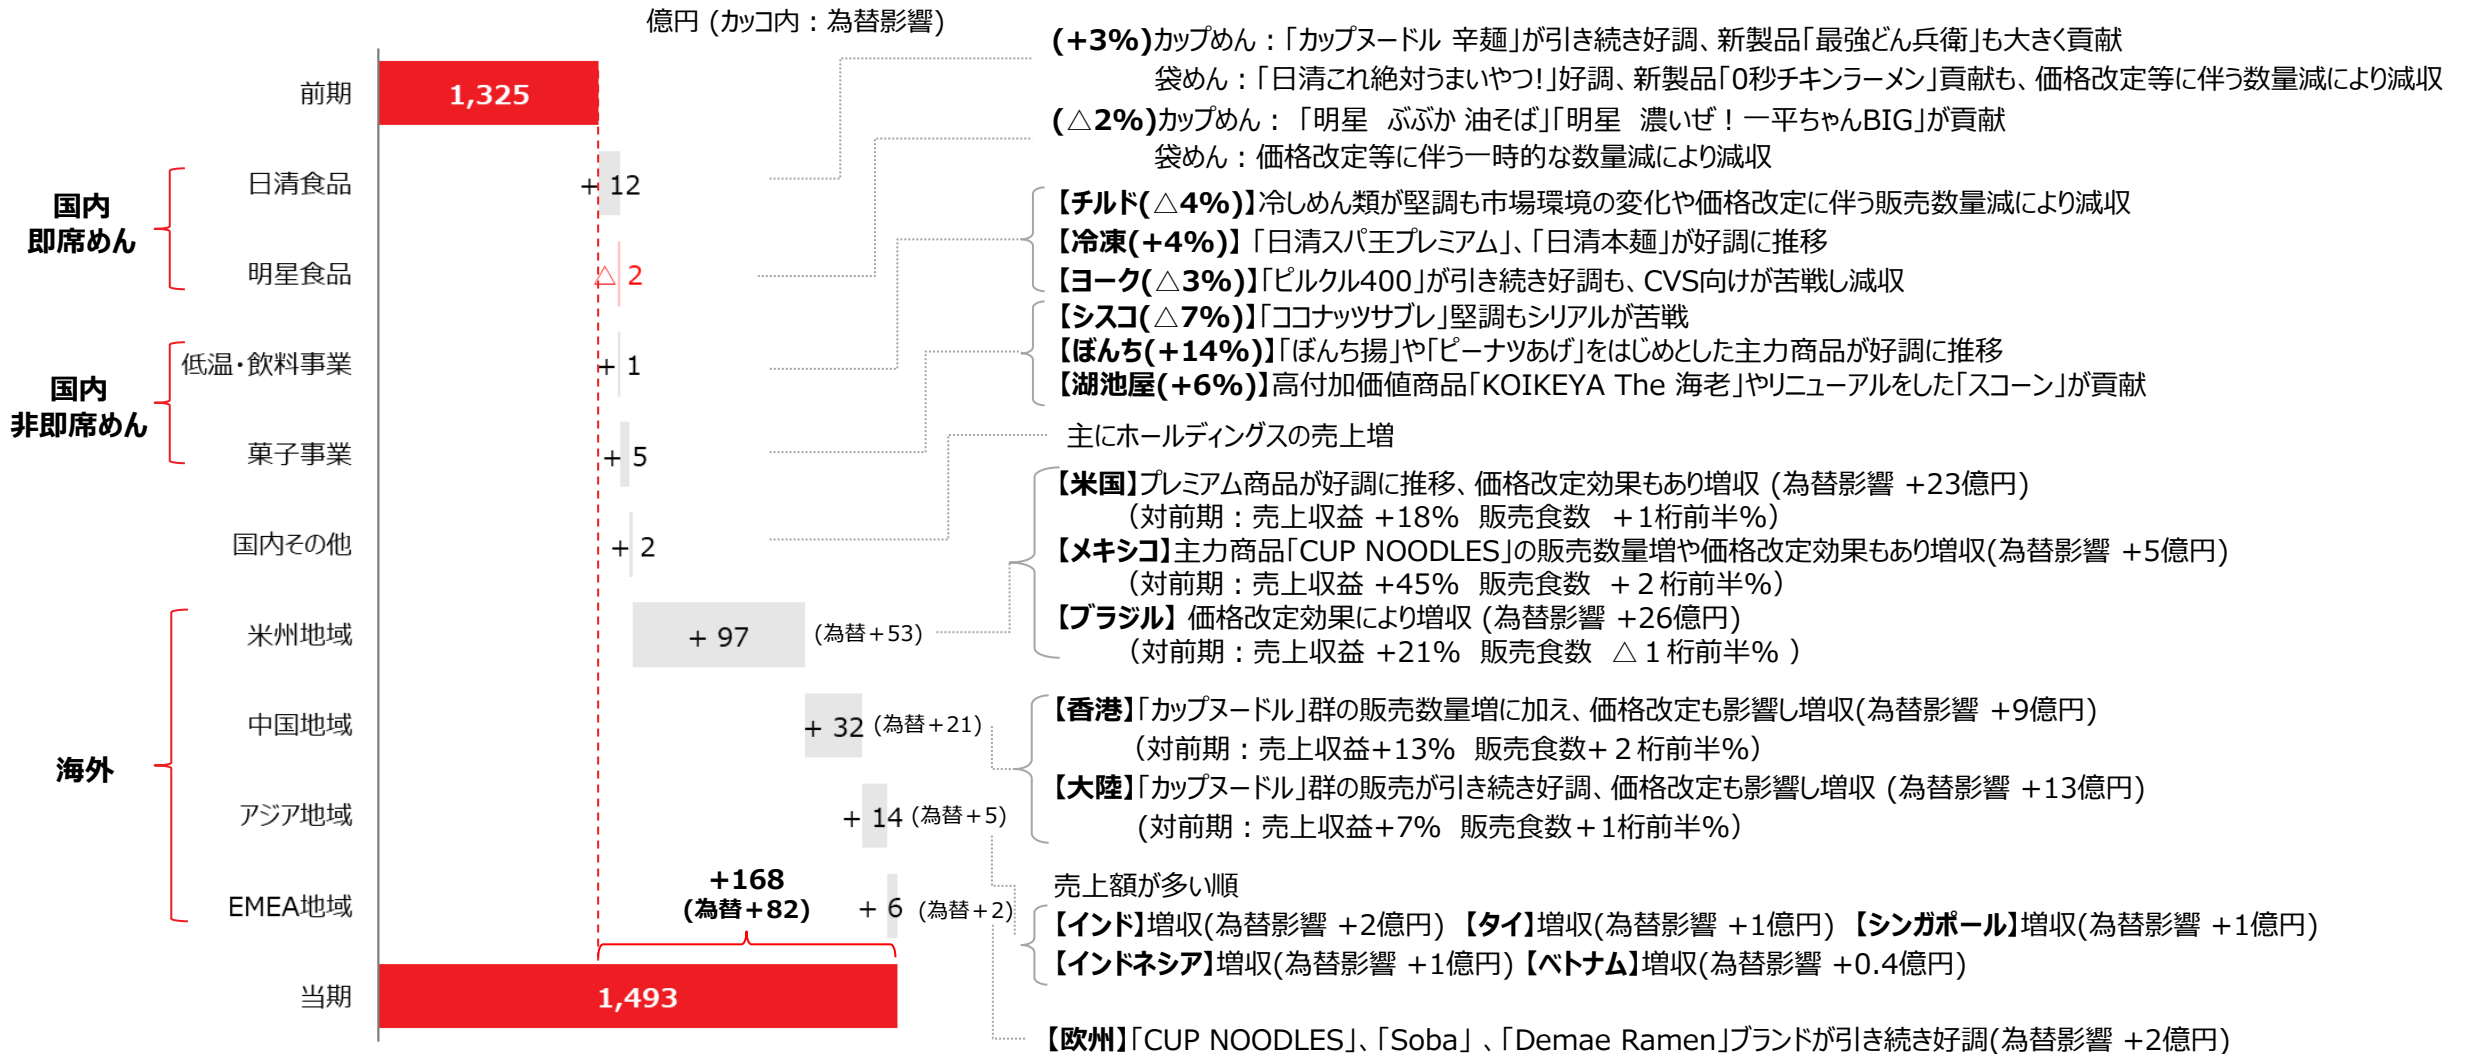 億円 (カッコ内：為替影響)
前期
1,325
国内
即席めん
日清食品
+ 12
明星食品
△ 2
国内
非即席めん
低温・飲料事業
+ 1
菓子事業
+ 5
国内その他
+ 2
海外
米州地域
+ 97
(為替＋53)
中国地域
+ 32
(為替＋21)
アジア地域
+ 14
(為替＋5)
EMEA地域
+ 6
(為替＋2)
+168
(為替＋82)
当期
1,493
(+3%)カップめん：「カップヌードル 辛麺」が引き続き好調、新製品「最強どん兵衛」も大きく貢献
袋めん：「日清これ絶対うまいやつ!」好調、新製品「0秒チキンラーメン」貢献も、価格改定等に伴う数量減により減収
(△2%)カップめん：「明星 ぶぶか 油そば」「明星 濃いぜ！一平ちゃんBIG」が貢献
袋めん：価格改定等に伴う一時的な数量減により減収
【チルド(△4%)】冷しめん類が堅調も市場環境の変化や価格改定に伴う販売数量減により減収
【冷凍(+4%)】「日清スパ王プレミアム」、「日清本麺」が好調に推移
【ヨーク(△3%)】「ピルクル400」が引き続き好調も、CVS向けが苦戦し減収
【シスコ(△7%)】「ココナッツサブレ」堅調もシリアルが苦戦
【ぼんち(+14%)】「ぼんち揚」や「ピーナツあげ」をはじめとした主力商品が好調に推移
【湖池屋(+6%)】高付加価値商品「KOIKEYA The 海老」やリニューアルをした「スコーン」が貢献
主にホールディングスの売上増
【米国】プレミアム商品が好調に推移、価格改定効果もあり増収 (為替影響 +23億円)
（対前期：売上収益 +18% 販売食数 ＋1桁前半%）
【メキシコ】主力商品「CUP NOODLES」の販売数量増や価格改定効果もあり増収(為替影響 +5億円)
（対前期：売上収益 +45% 販売食数 ＋２桁前半%）
【ブラジル】 価格改定効果により増収 (為替影響 +26億円)
（対前期：売上収益 +21% 販売食数 △１桁前半% ）
【香港】「カップヌードル」群の販売数量増に加え、価格改定も影響し増収(為替影響 +9億円)
（対前期：売上収益+13% 販売食数+２桁前半%）
【大陸】「カップヌードル」群の販売が引き続き好調、価格改定も影響し増収 (為替影響 +13億円)
(対前期：売上収益+7% 販売食数＋1桁前半%）
売上額が多い順
【インド】増収(為替影響 +2億円) 【タイ】増収(為替影響 +1億円) 【シンガポール】増収(為替影響 +1億円)
【インドネシア】増収(為替影響 +1億円) 【ベトナム】増収(為替影響 +0.4億円)
【欧州】「CUP NOODLES」、「Soba」、「Demae Ramen」ブランドが引き続き好調(為替影響 +2億円)